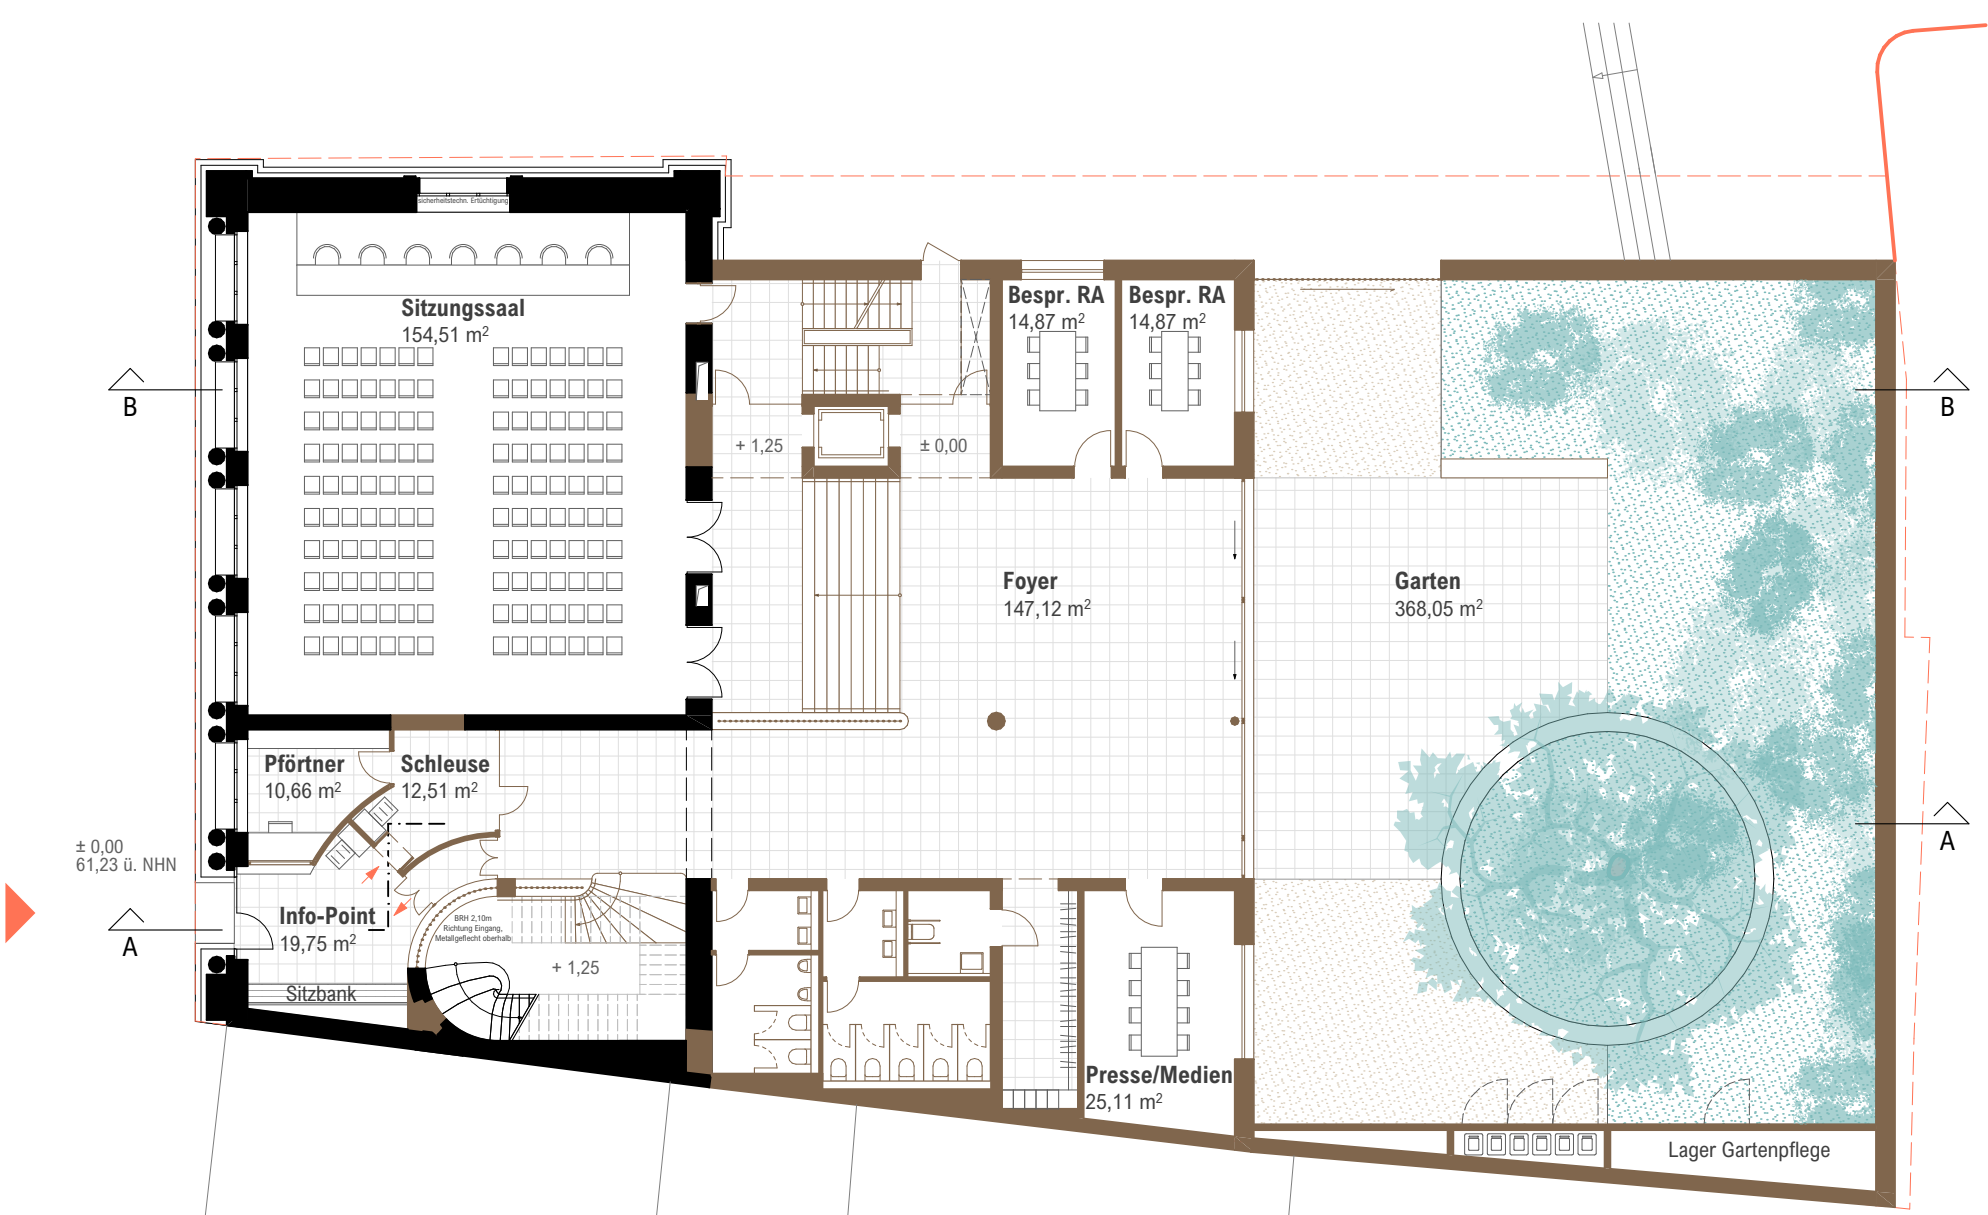 sicherheitstechn. Ertüchtigung
Sitzungssaal
154,51 m²
Bespr. RA
14,87 m²
Bespr. RA
14,87 m²
B
B
+ 1,25
± 0,00
Foyer
147,12 m²
Garten
368,05 m²
Pförtner
10,66 m²
Schleuse
12,51 m²
± 0,00
61,23 ü. NHN
A
A
Info-Point
19,75 m²
BRH 2,10m
Richtung Eingang,
Metallgeflecht oberhalb
+ 1,25
Sitzbank
Presse/Medien
25,11 m²
Lager Gartenpflege